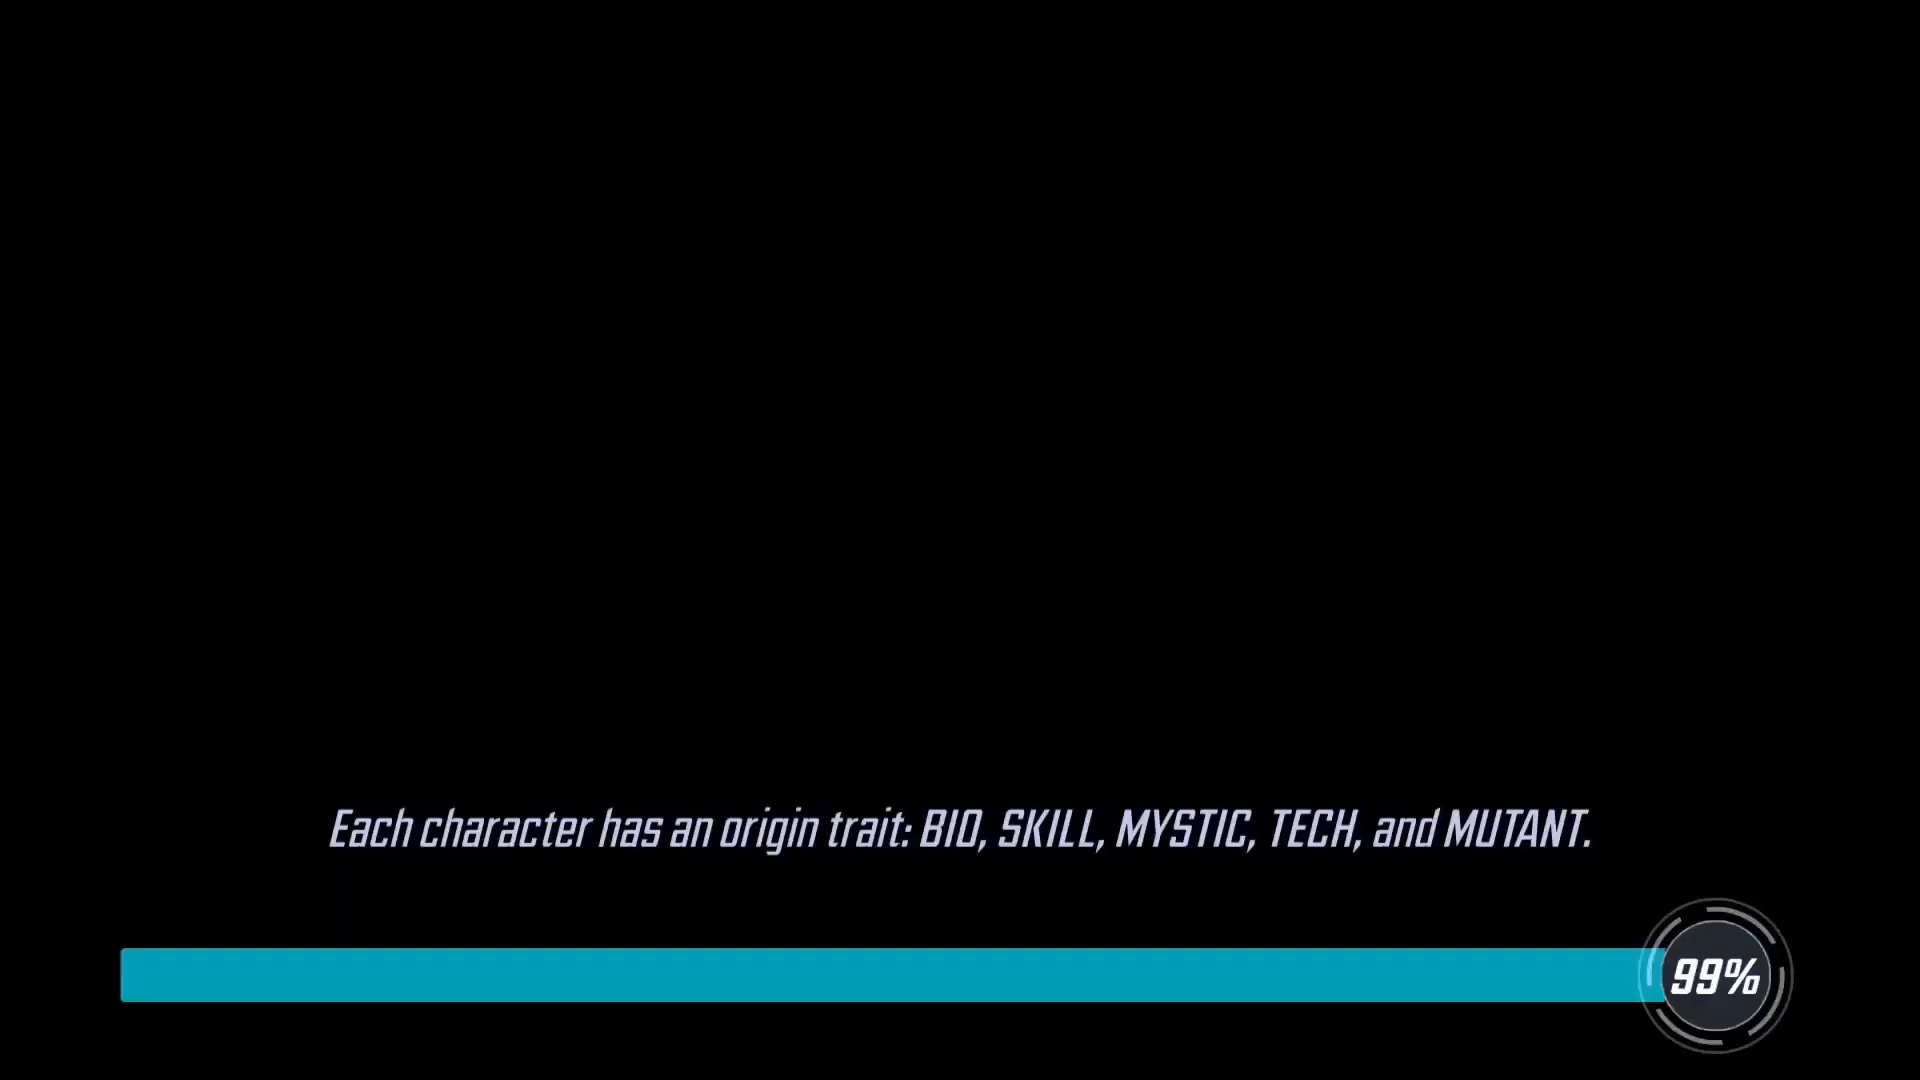 Each character has an origin trait: BIO, SKILL, MYSTIC, TECH, and MUTANT.
99%